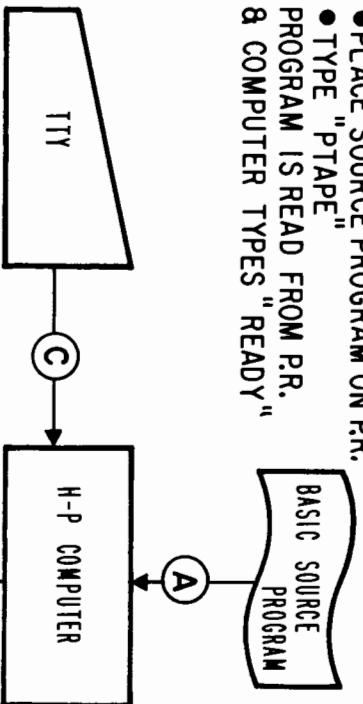 ● PLACE SOURCE PROGRAM ON P.R.
● TYPE "PTAPE"
PROGRAM IS READ FROM P.R.
& COMPUTER TYPES "READY"
TTY
C
H-P COMPUTER
A
BASIC SOURCE
PROGRAM